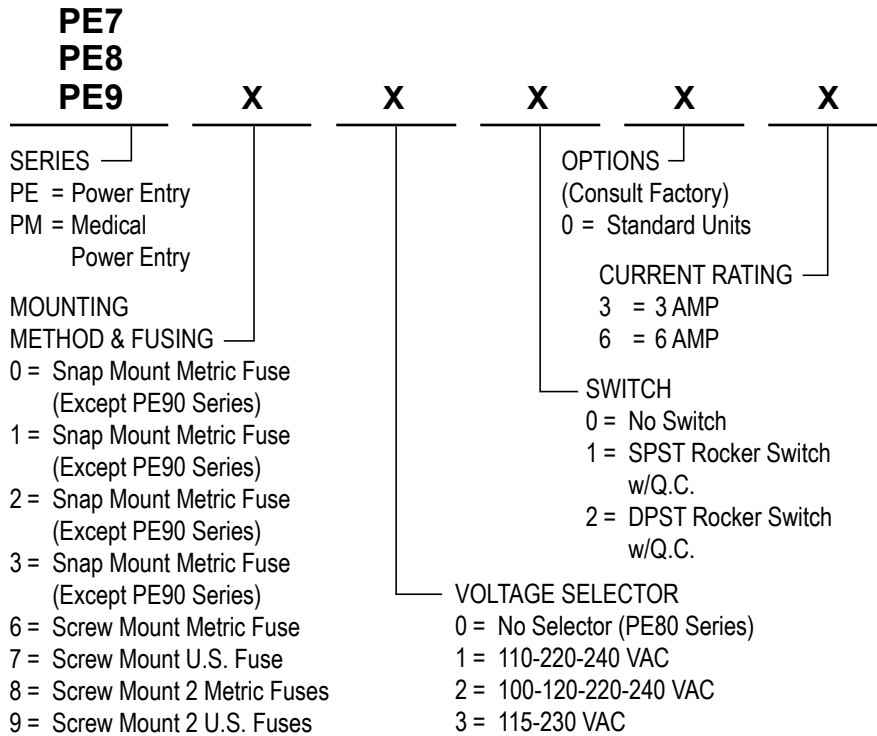 PE7
PE8
PE9 X X X X X
SERIES
PE = Power Entry
PM = Medical
Power Entry
MOUNTING
METHOD & FUSING
0 = Snap Mount Metric Fuse
(Except PE90 Series)
1 = Snap Mount Metric Fuse
(Except PE90 Series)
2 = Snap Mount Metric Fuse
(Except PE90 Series)
3 = Snap Mount Metric Fuse
(Except PE90 Series)
6 = Screw Mount Metric Fuse
7 = Screw Mount U.S. Fuse
8 = Screw Mount 2 Metric Fuses
9 = Screw Mount 2 U.S. Fuses
OPTIONS
(Consult Factory)
0 = Standard Units
CURRENT RATING
3 = 3 AMP
6 = 6 AMP
SWITCH
0 = No Switch
1 = SPST Rocker Switch
w/Q.C.
2 = DPST Rocker Switch
w/Q.C.
VOLTAGE SELECTOR
0 = No Selector (PE80 Series)
1 = 110-220-240 VAC
2 = 100-120-220-240 VAC
3 = 115-230 VAC